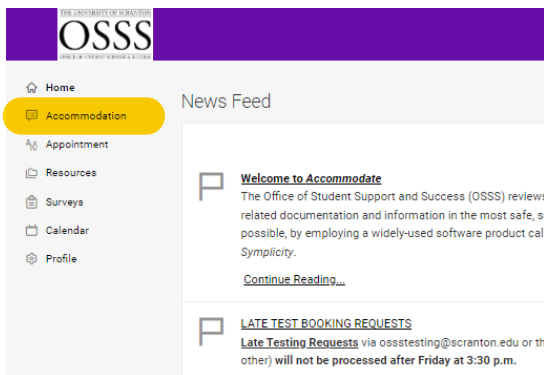 THE UNIVERSITY OF SCRANTON
OSSS
OFFICE OF STUDENT SUPPORT & SUCCESS
Home
Accommodation
Appointment
Resources
Surveys
Calendar
Profile
News Feed
Welcome to Accommodate
The Office of Student Support and Success (OSSS) reviews
related documentation and information in the most safe, s
possible, by employing a widely-used software product cal
Symplicity.
Continue Reading...
LATE TEST BOOKING REQUESTS
Late Testing Requests via ossstesting@scranton.edu or th
other) will not be processed after Friday at 3:30 p.m.